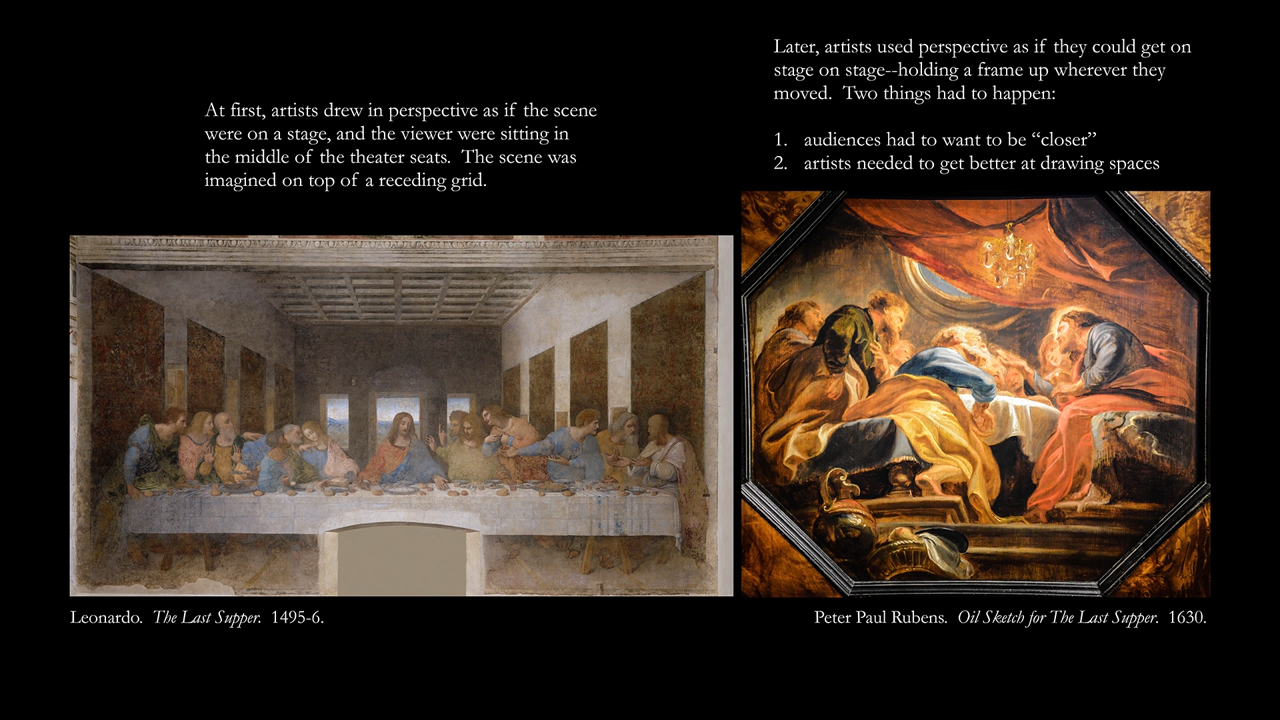 At first, artists drew in perspective as if the scene
were on a stage, and the viewer were sitting in
the middle of the theater seats. The scene was
imagined on top of a receding grid.
Later, artists used perspective as if they could get on
stage on stage--holding a frame up wherever they
moved. Two things had to happen:
1. audiences had to want to be “closer”
2. artists needed to get better at drawing spaces
Leonardo. The Last Supper. 1495-6.
Peter Paul Rubens. Oil Sketch for The Last Supper. 1630.